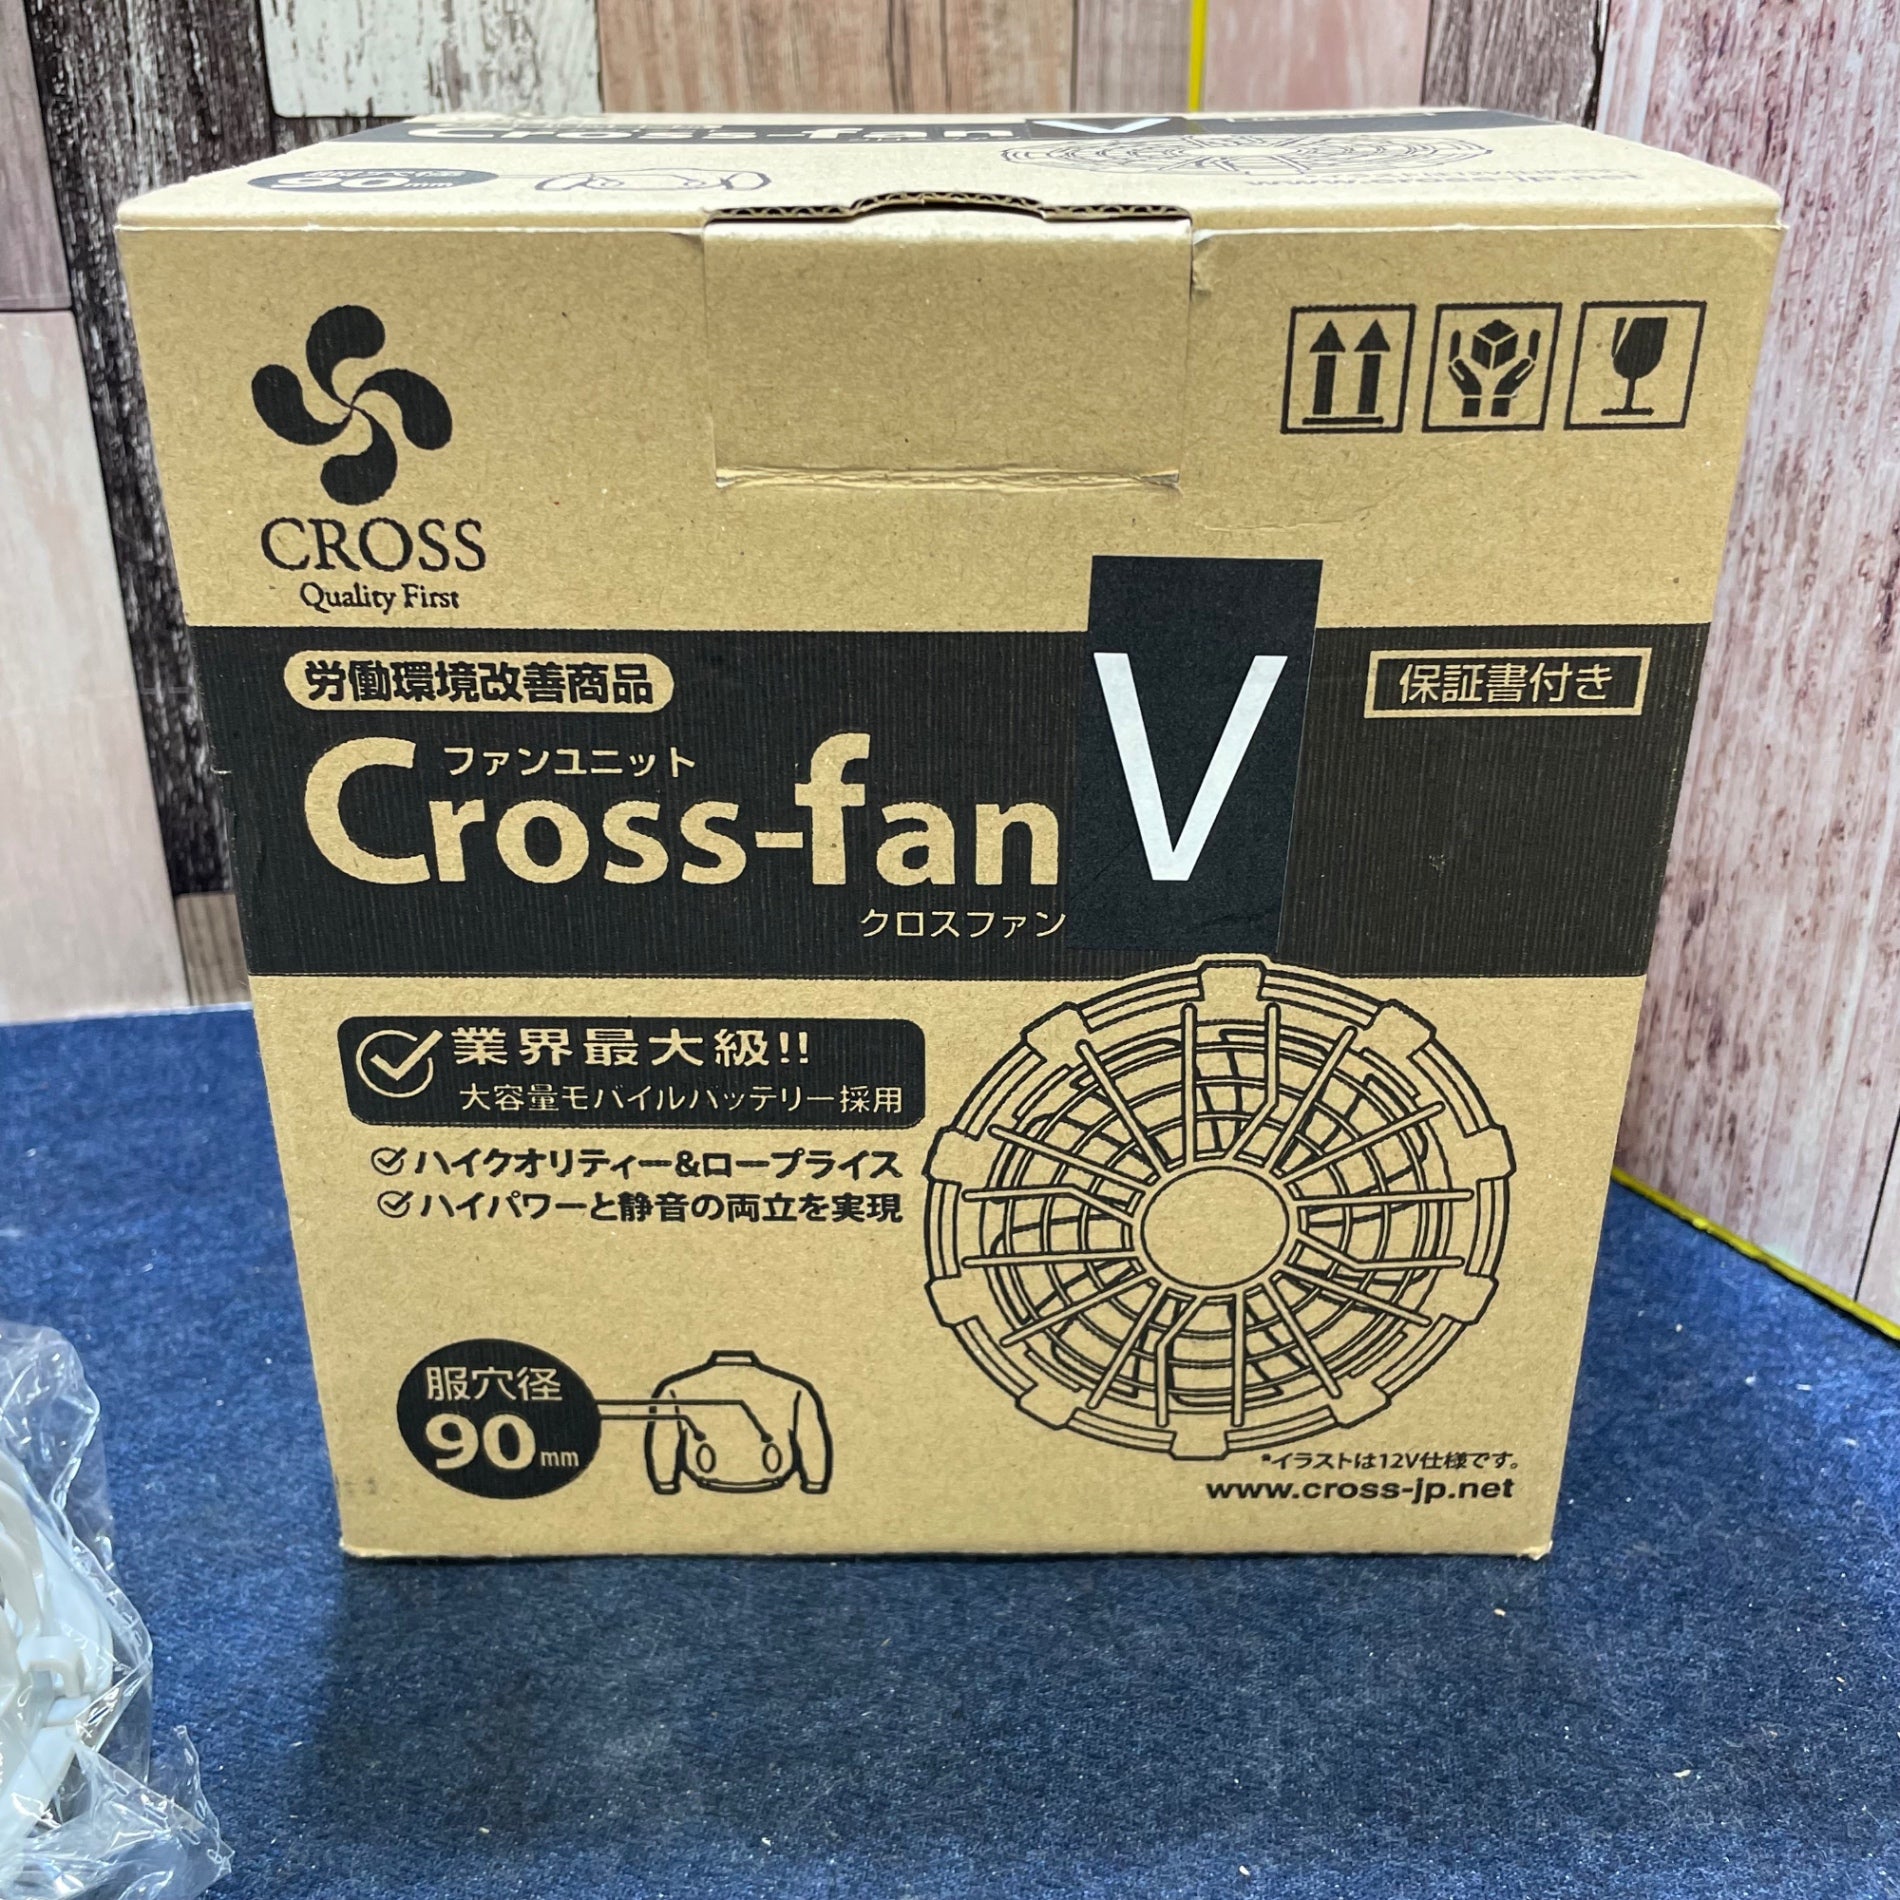 Cross-fan V
90mm
CROSS
Quality First
労働環境改善商品
保証書付き
ファンユニット
Cross-fan V
クロスファン
業界最大級!!
大容量モバイルバッテリー採用
ハイクオリティー&ロープライス
ハイパワーと静音の両立を実現
服穴径
90mm
*イラストは12V仕様です。
www.cross-jp.net